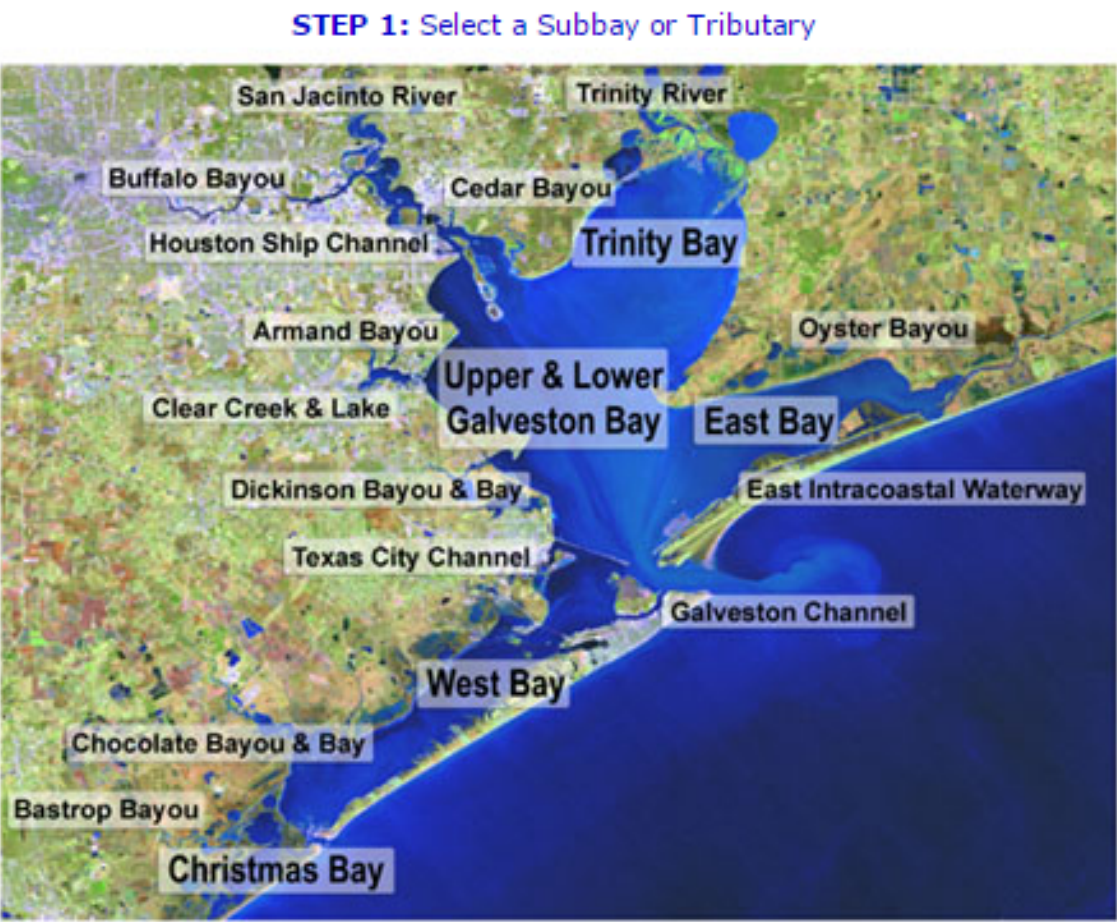 STEP 1: Select a Subbay or Tributary
San Jacinto River
Trinity River
Buffalo Bayou
Cedar Bayou
Houston Ship Channel
Trinity Bay
Armand Bayou
Oyster Bayou
Upper & Lower
Galveston Bay
Clear Creek & Lake
East Bay
Dickinson Bayou & Bay
East Intracoastal Waterway
Texas City Channel
Galveston Channel
West Bay
Chocolate Bayou & Bay
Bastrop Bayou
Christmas Bay